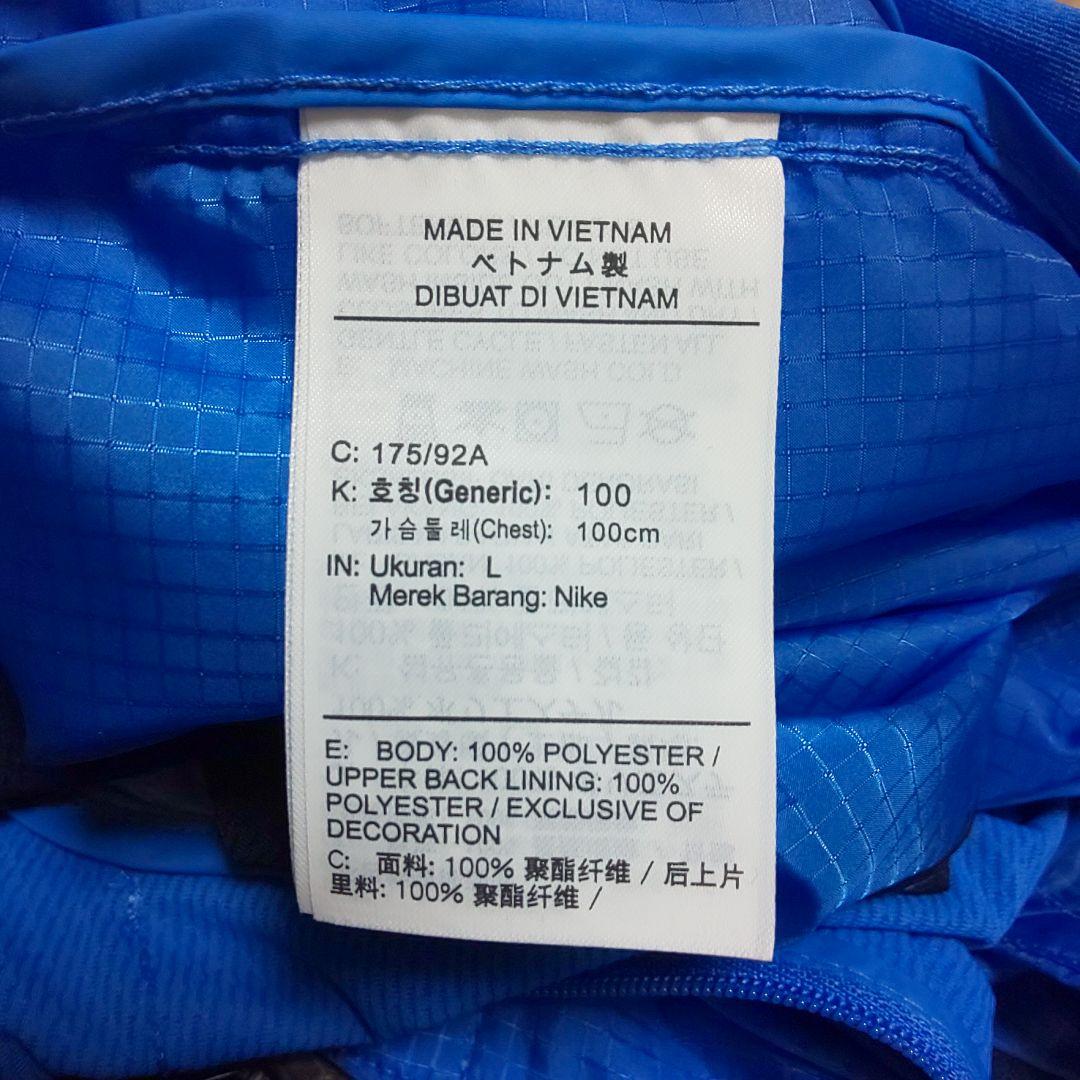 MADE IN VIETNAM
ベトナム製
DIBUAT DI VIETNAM
C: 175/92A
K: 호칭(Generic): 100
가슴둘레(Chest): 100cm
IN: Ukuran: L
Merek Barang: Nike
E: BODY: 100% POLYESTER /
UPPER BACK LINING: 100%
POLYESTER / EXCLUSIVE OF
DECORATION
C: 面料: 100% 聚酯纤维 / 后上片
里料: 100% 聚酯纤维 /